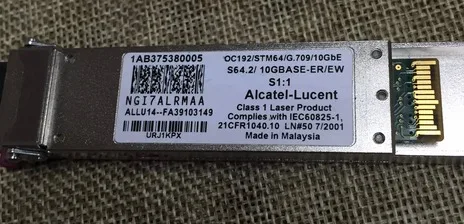 1AB375380005
OC192/STM64/G.709/10GbE
S64.2/ 10GBASE-ER/EW
S1:1
NGI7ALRMAA
Alcatel-Lucent
ALLU14--FA39103149
Class 1 Laser Product
Complies with IEC60825-1,
21CFR1040.10 LN#50 7/2001
URJ1KPX
Made in Malaysia